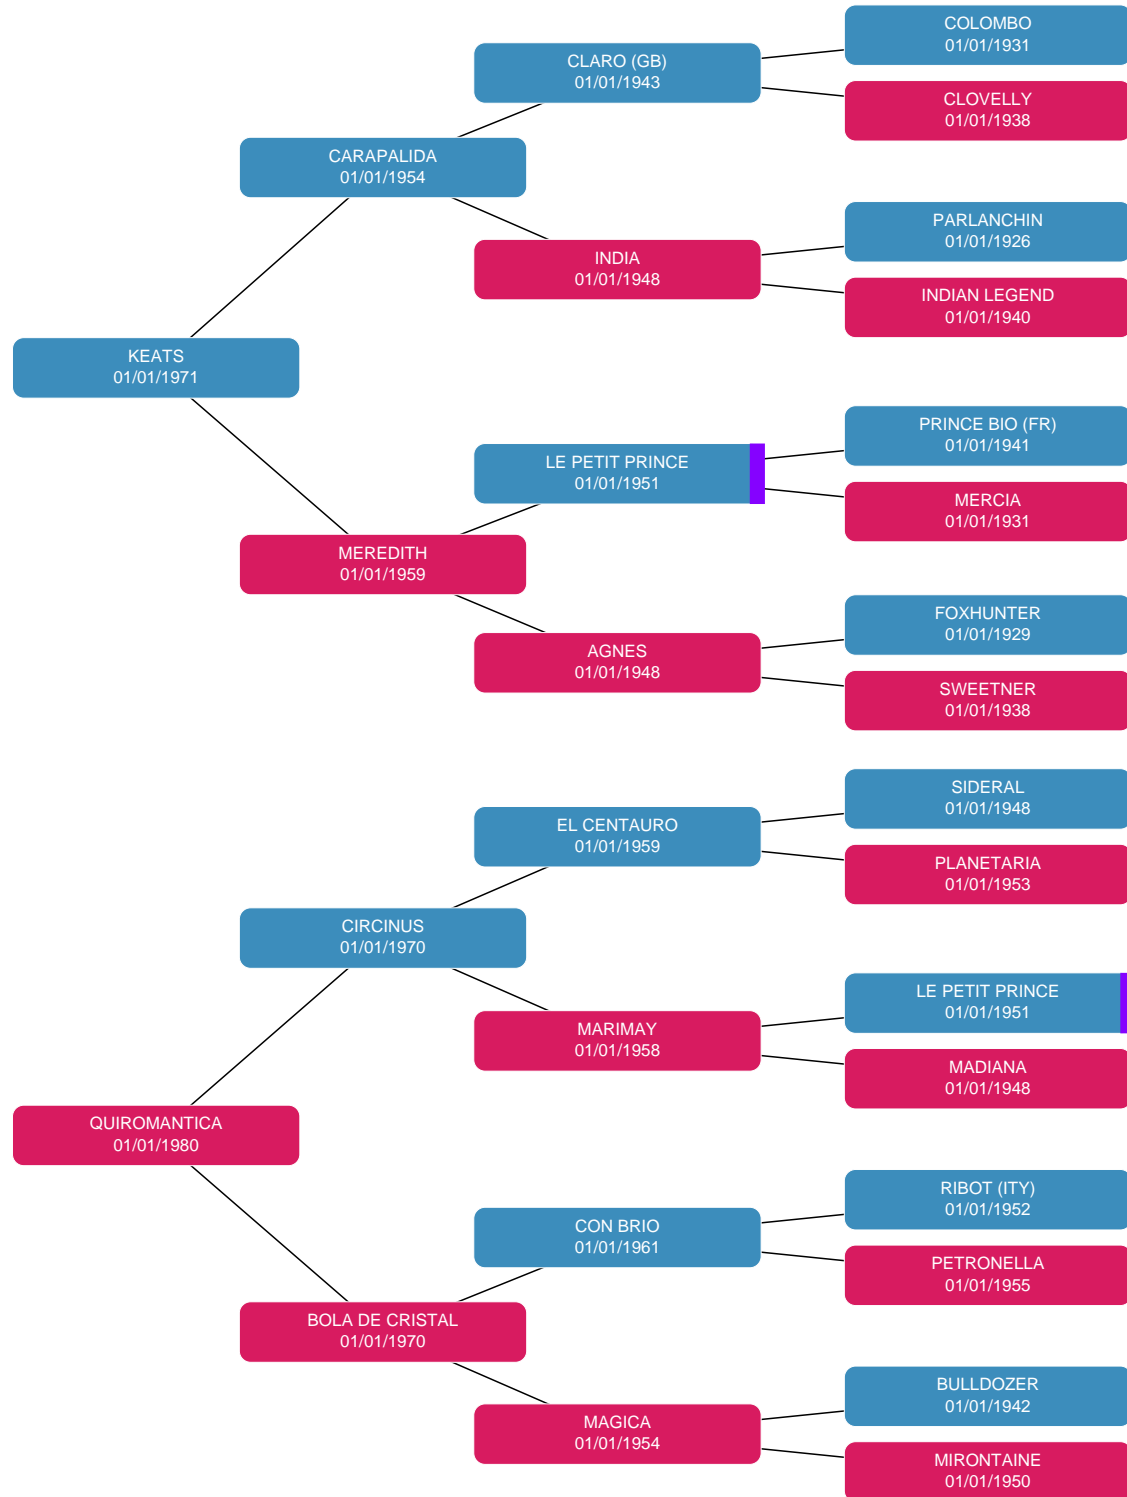 COLOMBO
01/01/1931
CLARO (GB)
01/01/1943
CLOVELLY
01/01/1938
CARAPALIDA
01/01/1954
PARLANCHIN
01/01/1926
INDIA
01/01/1948
INDIAN LEGEND
01/01/1940
KEATS
01/01/1971
PRINCE BIO (FR)
01/01/1941
LE PETIT PRINCE
01/01/1951
MERCIA
01/01/1931
MEREDITH
01/01/1959
FOXHUNTER
01/01/1929
AGNES
01/01/1948
SWEETNER
01/01/1938
SIDERAL
01/01/1948
EL CENTAURO
01/01/1959
PLANETARIA
01/01/1953
CIRCINUS
01/01/1970
LE PETIT PRINCE
01/01/1951
MARIMAY
01/01/1958
MADIANA
01/01/1948
QUIROMANTICA
01/01/1980
RIBOT (ITY)
01/01/1952
CON BRIO
01/01/1961
PETRONELLA
01/01/1955
BOLA DE CRISTAL
01/01/1970
BULLDOZER
01/01/1942
MAGICA
01/01/1954
MIRONTAINE
01/01/1950